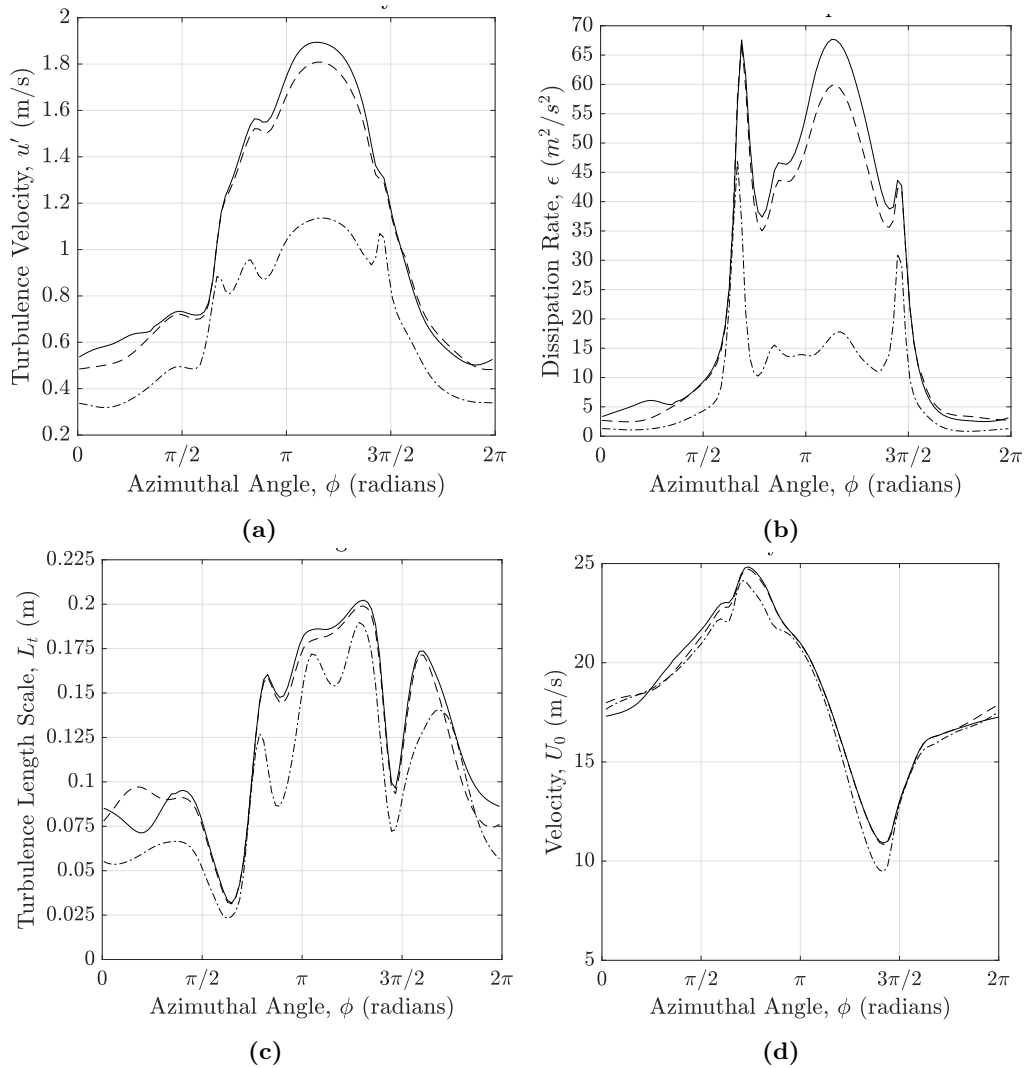 Turbulence Velocity, u′ (m/s)
2
1.8
1.6
1.4
1.2
1
0.8
0.6
0.4
0.2
0
π/2
π
3π/2
2π
Azimuthal Angle, ϕ (radians)
(a)
Dissipation Rate, ϵ (m²/s²)
70
65
60
55
50
45
40
35
30
25
20
15
10
5
0
0
π/2
π
3π/2
2π
Azimuthal Angle, ϕ (radians)
(b)
Turbulence Length Scale, Lₜ (m)
0.225
0.2
0.175
0.15
0.125
0.1
0.075
0.05
0.025
0
0
π/2
π
3π/2
2π
Azimuthal Angle, ϕ (radians)
(c)
Velocity, U₀ (m/s)
25
20
15
10
5
0
π/2
π
3π/2
2π
Azimuthal Angle, ϕ (radians)
(d)